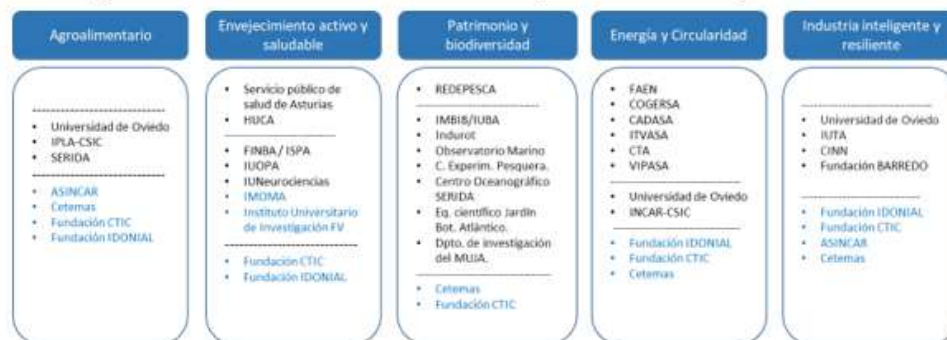 Agroalimentario
-----------------------------
• Universidad de Oviedo
• IPLA-CSIC
• SERIDA
-----------------------------
• ASINCAR
• Cetemas
• Fundación CTIC
• Fundación IDONIAL
Envejecimiento activo y
saludable
• Servicio público de
salud de Asturias
• HUCA
-----------------------------
• FINBA / ISPA
• IUOPA
• IUNeurociencias
• IMOMA
• Instituto Universitario
de Investigación FV
-----------------------------
• Fundación CTIC
• Fundación IDONIAL
Patrimonio y
biodiversidad
• REDEPESCA
-----------------------------
• IMBIB/IUBA
• Indurot
• Observatorio Marino
• C. Experim. Pesquera.
• Centro Oceanográfico
SERIDA
• Eq. científico Jardín
Bot. Atlántico.
• Dpto. de investigación
del MUJA.
-----------------------------
• Cetemas
• Fundación CTIC
Energía y Circularidad
• FAEN
• COGERSA
• CADASA
• ITVASA
• CTA
• VIPASA
-----------------------------
• Universidad de Oviedo
• INCAR-CSIC
-----------------------------
• Fundación IDONIAL
• Fundación CTIC
• Cetemas
Industria inteligente y
resiliente
-----------------------------
• Universidad de Oviedo
• IUTA
• CINN
• Fundación BARREDO
-----------------------------
• Fundación IDONIAL
• Fundación CTIC
• ASINCAR
• Cetemas